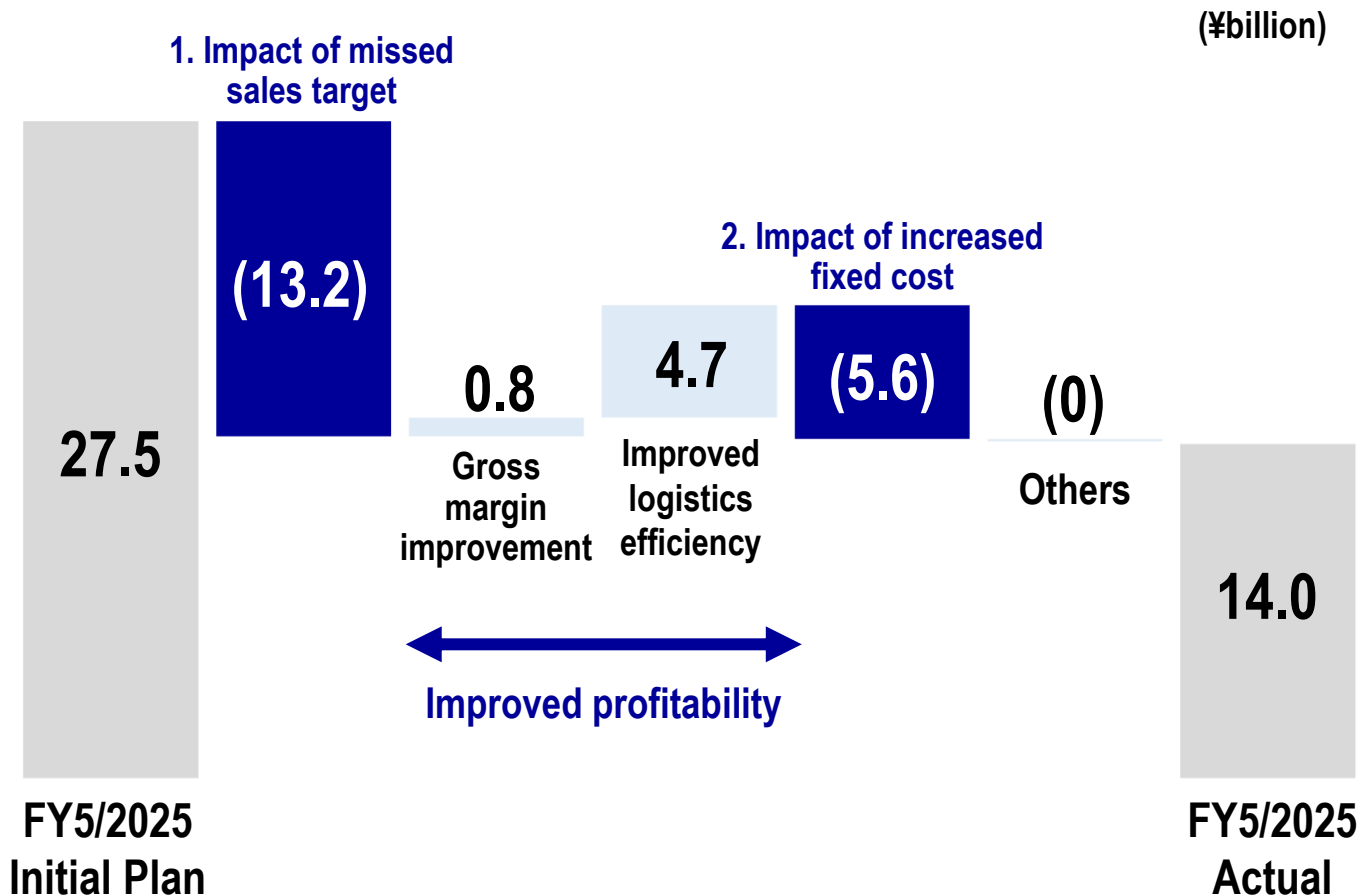 (¥billion)
1. Impact of missed
sales target
(13.2)
2. Impact of increased
fixed cost
27.5
0.8
4.7
(5.6)
(0)
Gross
margin
improvement
Improved
logistics
efficiency
Others
14.0
Improved profitability
FY5/2025
Initial Plan
FY5/2025
Actual